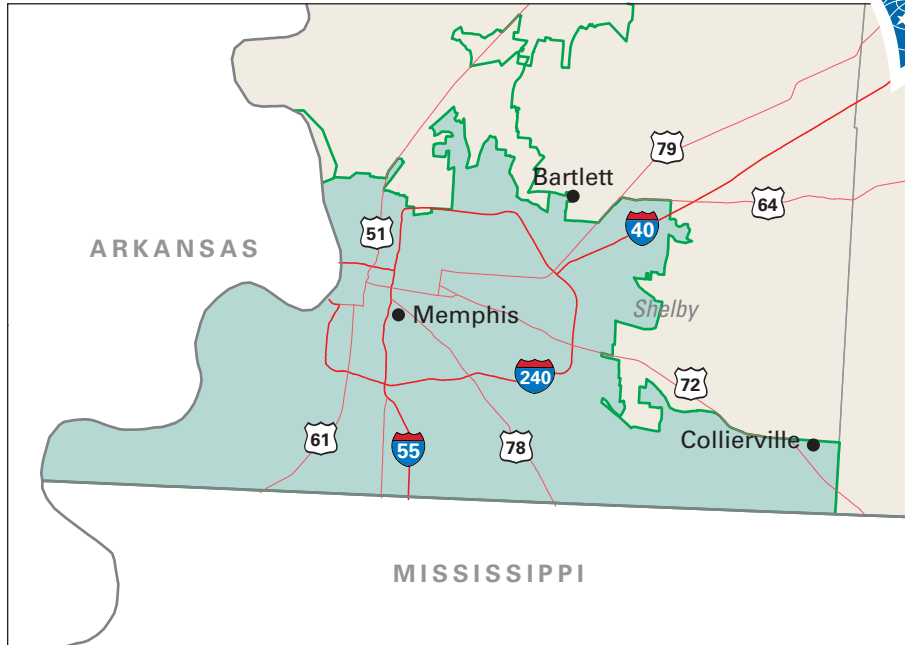 79
Bartlett
64
51
40
ARKANSAS
Shelby
Memphis
240
72
Collierville
61
55
78
MISSISSIPPI